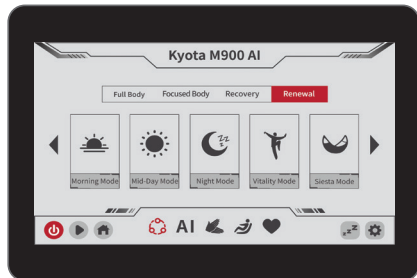 Kyota M900 AI
Full Body Focused Body Recovery Renewal
Morning Mode Mid-Day Mode Night Mode Vitality Mode Siesta Mode
AI